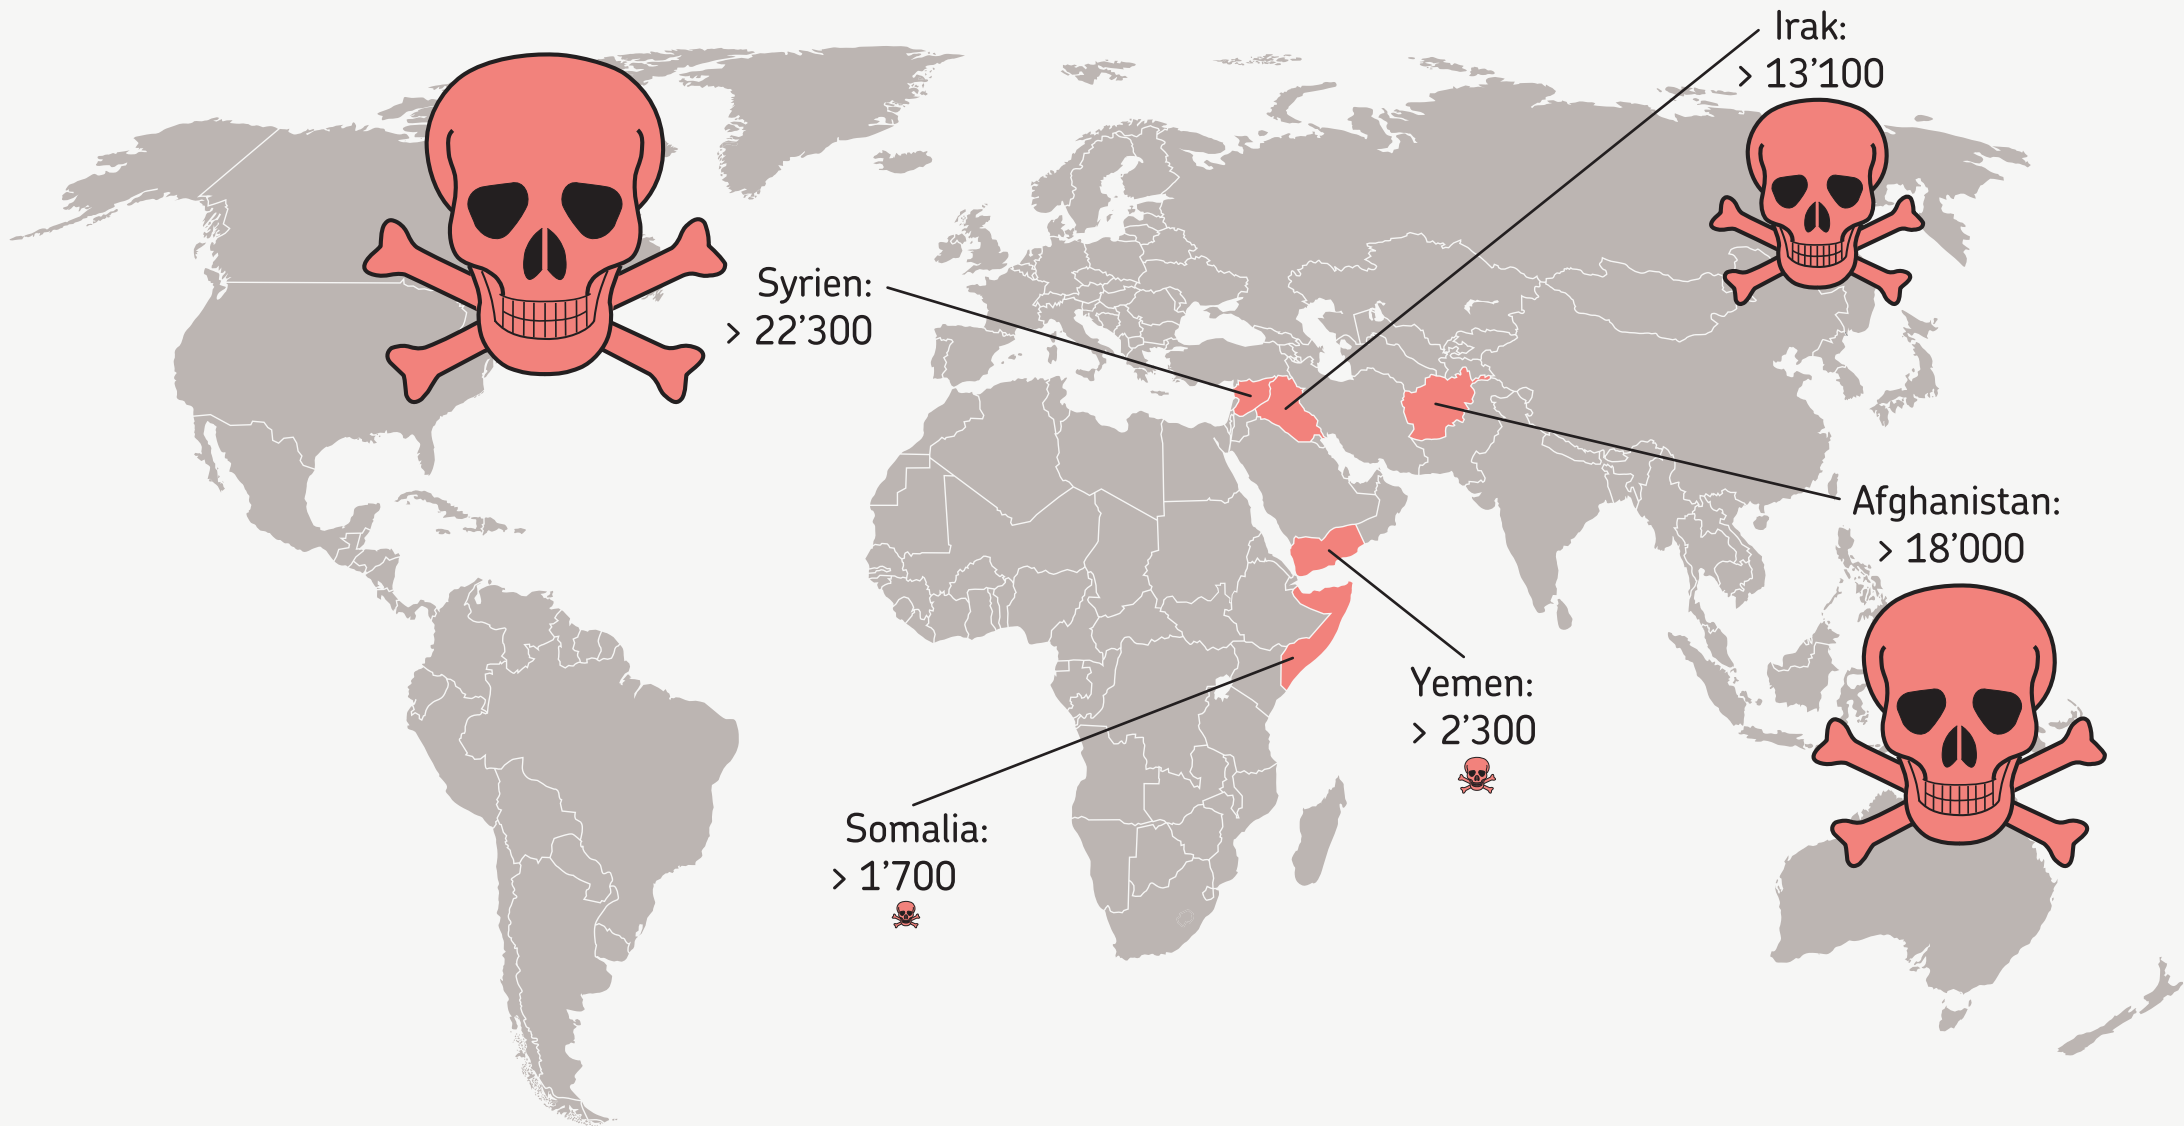 Irak:
> 13’100
Syrien:
> 22’300
Afghanistan:
> 18’000
Yemen:
> 2’300
Somalia:
> 1’700